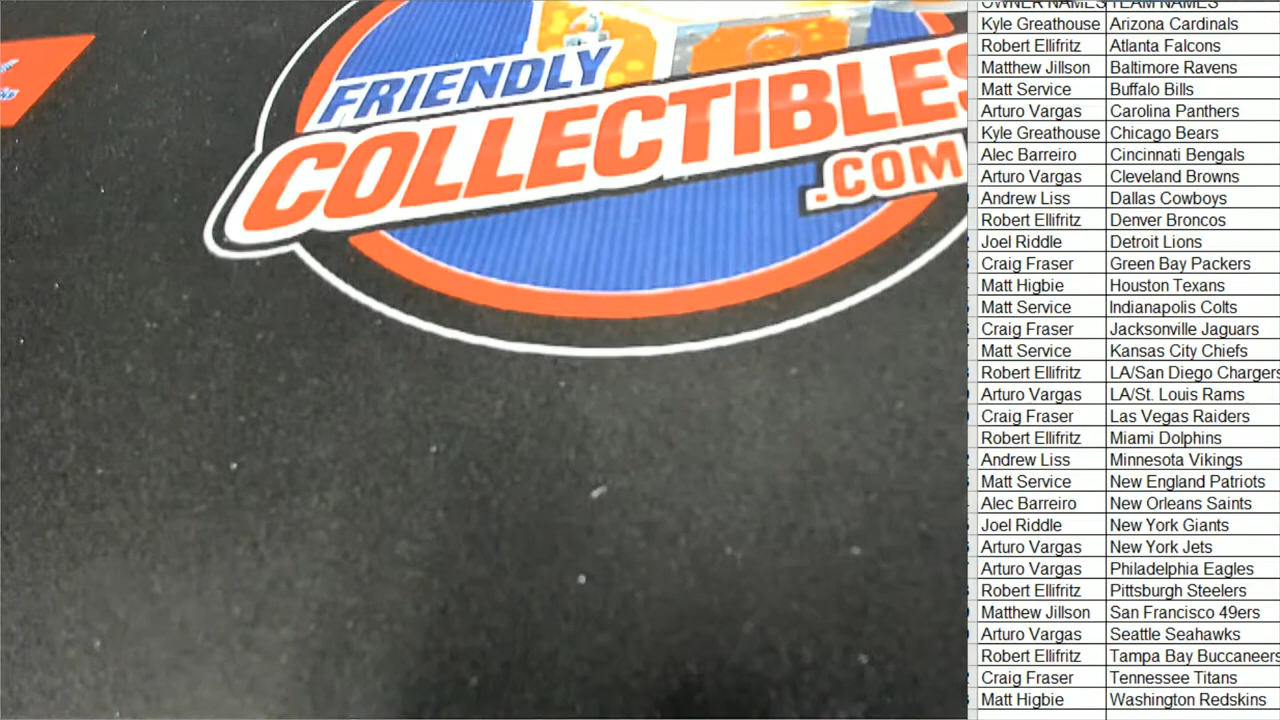 FRIENDLY
COLLECTIBLES
.COM
OWNER NAMES TEAM NAMES
Kyle Greathouse Arizona Cardinals
Robert Ellifritz Atlanta Falcons
Matthew Jillson Baltimore Ravens
Matt Service Buffalo Bills
Arturo Vargas Carolina Panthers
Kyle Greathouse Chicago Bears
Alec Barreiro Cincinnati Bengals
Arturo Vargas Cleveland Browns
Andrew Liss Dallas Cowboys
Robert Ellifritz Denver Broncos
Joel Riddle Detroit Lions
Craig Fraser Green Bay Packers
Matt Higbie Houston Texans
Matt Service Indianapolis Colts
Craig Fraser Jacksonville Jaguars
Matt Service Kansas City Chiefs
Robert Ellifritz LA/San Diego Chargers
Arturo Vargas LA/St. Louis Rams
Craig Fraser Las Vegas Raiders
Robert Ellifritz Miami Dolphins
Andrew Liss Minnesota Vikings
Matt Service New England Patriots
Alec Barreiro New Orleans Saints
Joel Riddle New York Giants
Arturo Vargas New York Jets
Arturo Vargas Philadelphia Eagles
Robert Ellifritz Pittsburgh Steelers
Matthew Jillson San Francisco 49ers
Arturo Vargas Seattle Seahawks
Robert Ellifritz Tampa Bay Buccaneers
Craig Fraser Tennessee Titans
Matt Higbie Washington Redskins